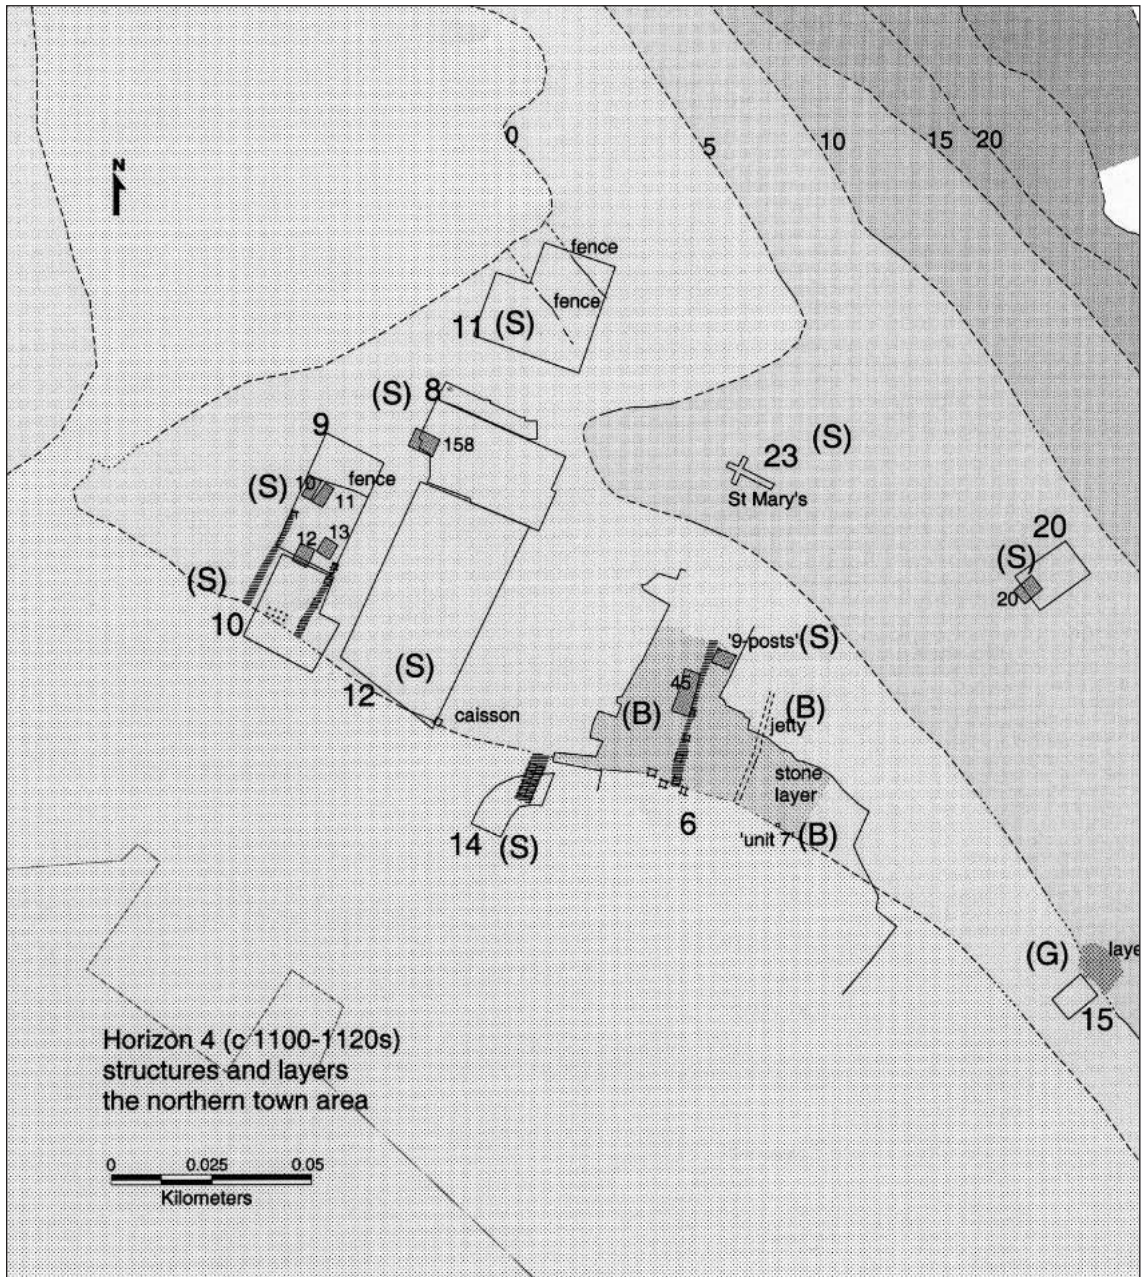 0
5
10
15
20
N
fence
fence
11 (S)
(S) 8
9
158
23 (S)
St Mary's
fence
(S) 10
11
13
12
20
(S)
20
(S)
10
'9-posts' (S)
(S)
12
45
(B)
(B)
caisson
jetty
stone
layer
6
'unit 7' (B)
14 (S)
(G)
laye
15
Horizon 4 (c 1100-1120s)
structures and layers
the northern town area
0 0.025 0.05
Kilometers